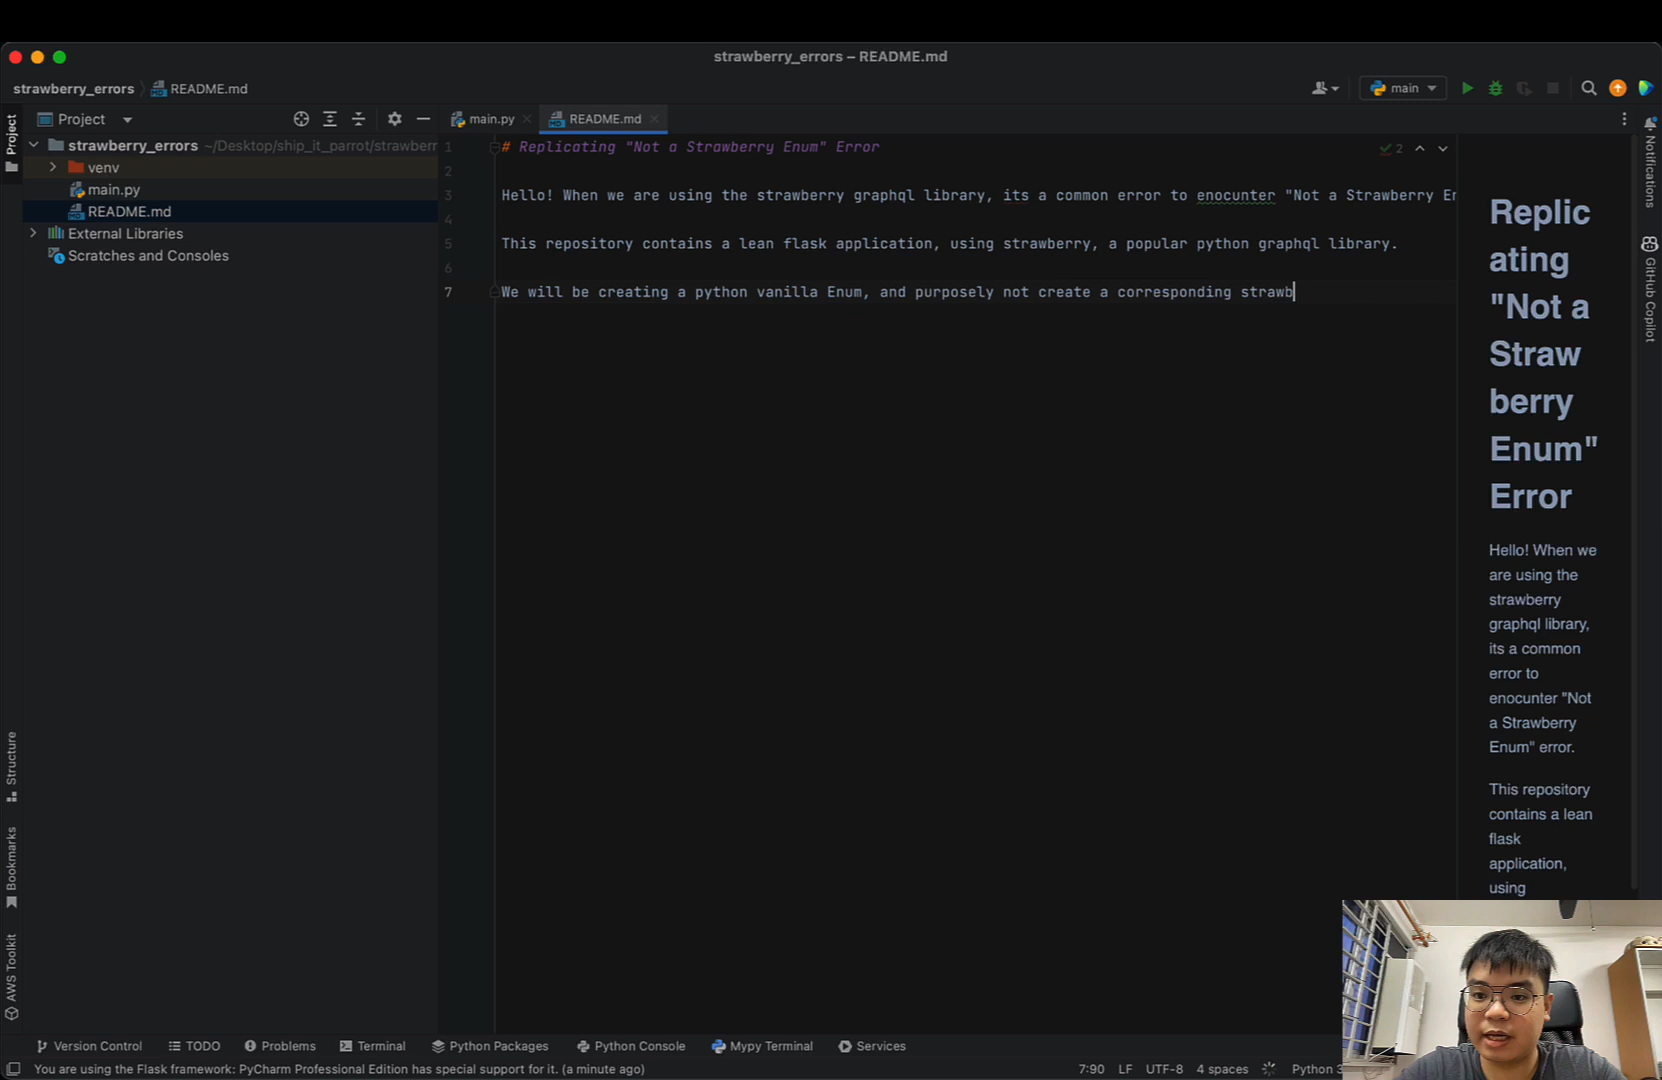 strawberry_errors – README.md
strawberry_errors README.md
main
Project
main.py
README.md
strawberry_errors ~/Desktop/ship_it_parrot/strawberr
venv
main.py
README.md
External Libraries
Scratches and Consoles
1 # Replicating "Not a Strawberry Enum" Error
2
2
3 Hello! When we are using the strawberry graphql library, its a common error to enocunter "Not a Strawberry En
4
5 This repository contains a lean flask application, using strawberry, a popular python graphql library.
6
7 We will be creating a python vanilla Enum, and purposely not create a corresponding strawb
Replic
ating
"Not a
Straw
berry
Enum"
Error
Hello! When we
are using the
strawberry
graphql library,
its a common
error to
enocunter "Not
a Strawberry
Enum" error.
This repository
contains a lean
flask
application,
using
Project
Structure
Bookmarks
AWS Toolkit
Notifications
GitHub Copilot
Version Control TODO Problems Terminal Python Packages Python Console Mypy Terminal Services
You are using the Flask framework: PyCharm Professional Edition has special support for it. (a minute ago)
7:90 LF UTF-8 4 spaces Python 3